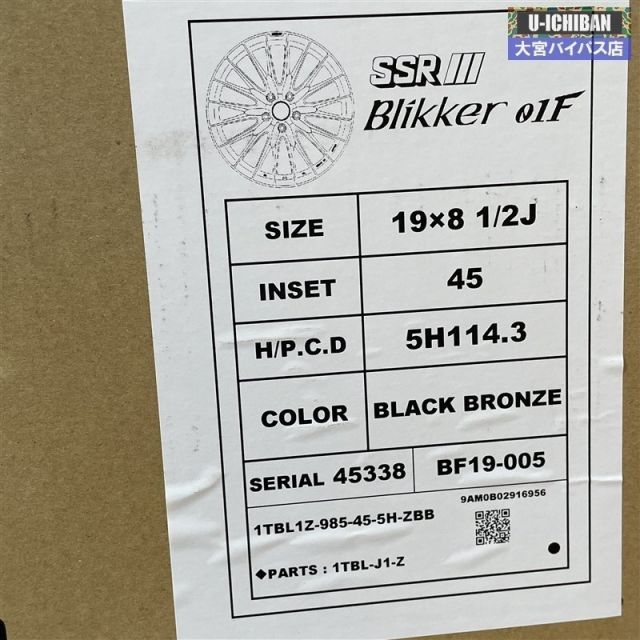 U-ICHIBAN
大宮バイパス店
SSR
Blikker 01F
SIZE 19×8 1/2J
INSET 45
H/P.C.D 5H114.3
COLOR BLACK BRONZE
SERIAL 45338 BF19-005
9AM0B02916956
1TBL1Z-985-45-5H-ZBB
◆PARTS : 1TBL-J1-Z